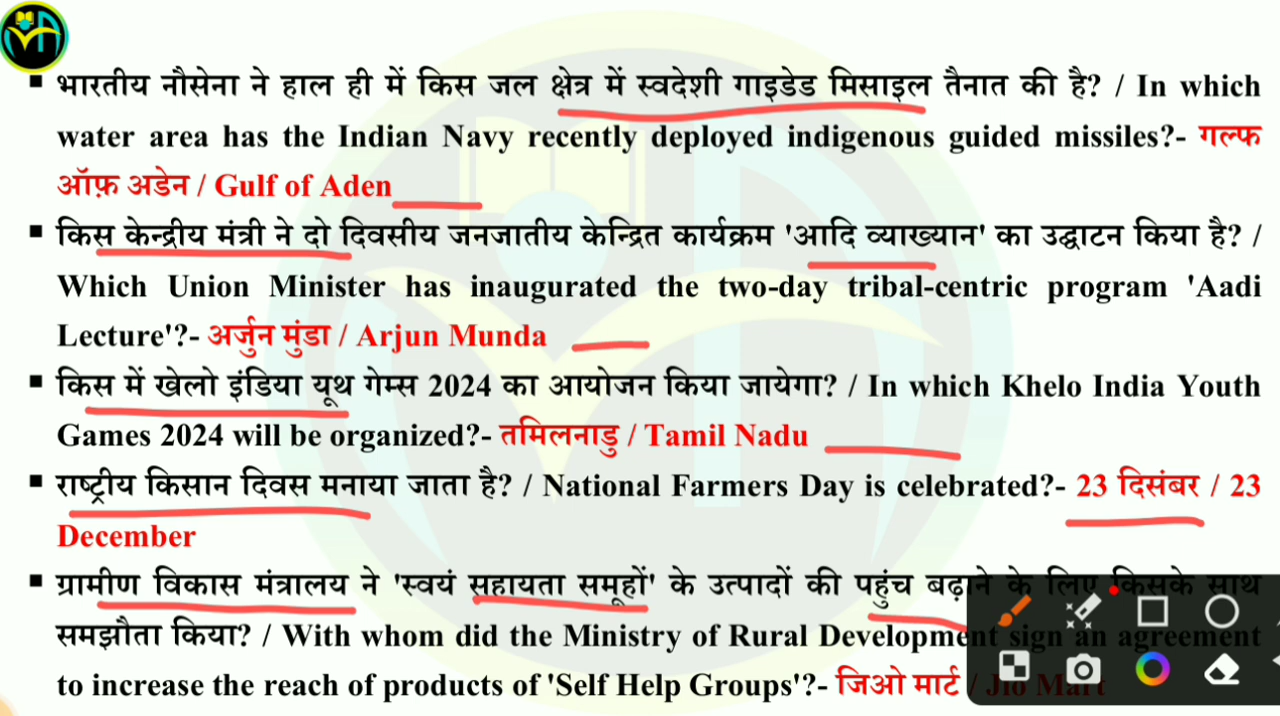 ▪ भारतीय नौसेना ने हाल ही में किस जल क्षेत्र में स्वदेशी गाइडेड मिसाइल तैनात की है? / In which
water area has the Indian Navy recently deployed indigenous guided missiles?- गल्फ
ऑफ़ अडेन / Gulf of Aden
▪ किस केन्द्रीय मंत्री ने दो दिवसीय जनजातीय केन्द्रित कार्यक्रम 'आदि व्याख्यान' का उद्घाटन किया है? /
Which Union Minister has inaugurated the two-day tribal-centric program 'Aadi
Lecture'?- अर्जुन मुंडा / Arjun Munda
▪ किस में खेलो इंडिया यूथ गेम्स 2024 का आयोजन किया जायेगा? / In which Khelo India Youth
Games 2024 will be organized?- तमिलनाडु / Tamil Nadu
▪ राष्ट्रीय किसान दिवस मनाया जाता है? / National Farmers Day is celebrated?- 23 दिसंबर / 23
December
▪ ग्रामीण विकास मंत्रालय ने 'स्वयं सहायता समूहों' के उत्पादों की पहुंच बढ़ाने के लिए किसके साथ
समझौता किया? / With whom did the Ministry of Rural Development sign an agreement
to increase the reach of products of 'Self Help Groups'?- जिओ मार्ट / Jio Mart